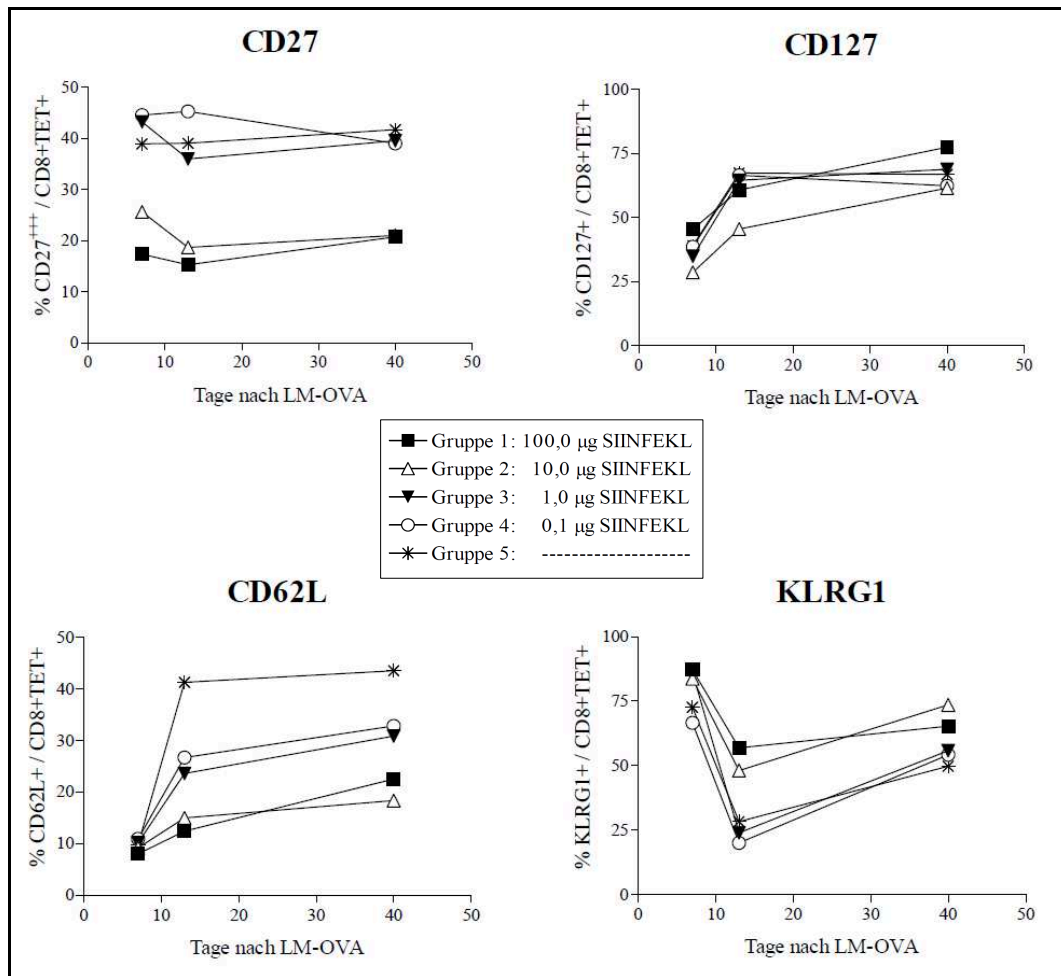 CD27
% CD27+++ / CD8+TET+
50
40
30
20
10
0
0 10 20 30 40 50
Tage nach LM-OVA
CD127
% CD127+ / CD8+TET+
100
75
50
25
0
0 10 20 30 40 50
Tage nach LM-OVA
Gruppe 1: 100,0 µg SIINFEKL
Gruppe 2: 10,0 µg SIINFEKL
Gruppe 3: 1,0 µg SIINFEKL
Gruppe 4: 0,1 µg SIINFEKL
Gruppe 5: --------------------
CD62L
% CD62L+ / CD8+TET+
50
40
30
20
10
0
0 10 20 30 40 50
Tage nach LM-OVA
KLRG1
% KLRG1+ / CD8+TET+
100
75
50
25
0
0 10 20 30 40 50
Tage nach LM-OVA